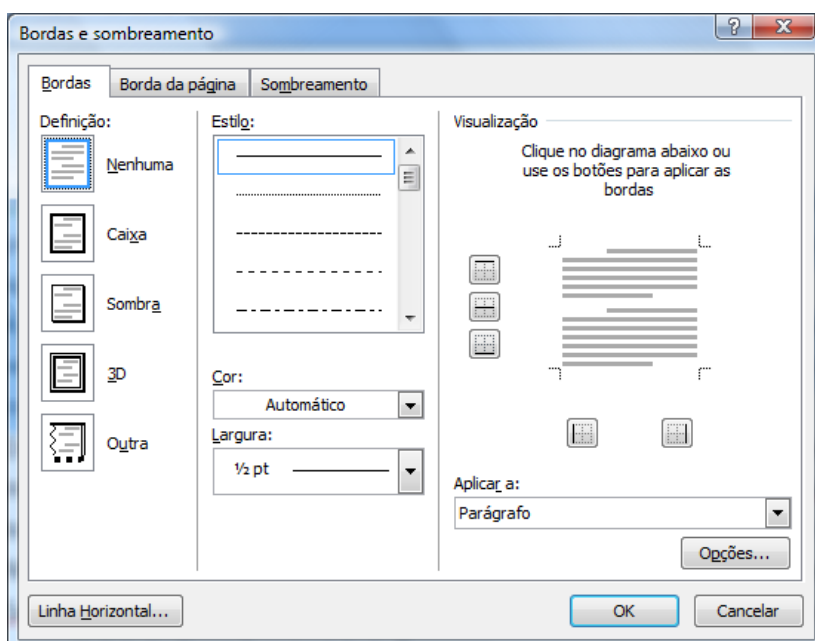 Bordas e sombreamento
Bordas
Borda da página
Sombreamento
Definição:
Nenhuma
Caixa
Sombra
3D
Outra
Estilo:
Cor:
Automático
Largura:
½ pt
Visualização
Clique no diagrama abaixo ou
use os botões para aplicar as
bordas
Aplicar a:
Parágrafo
Opções...
Linha Horizontal...
OK
Cancelar